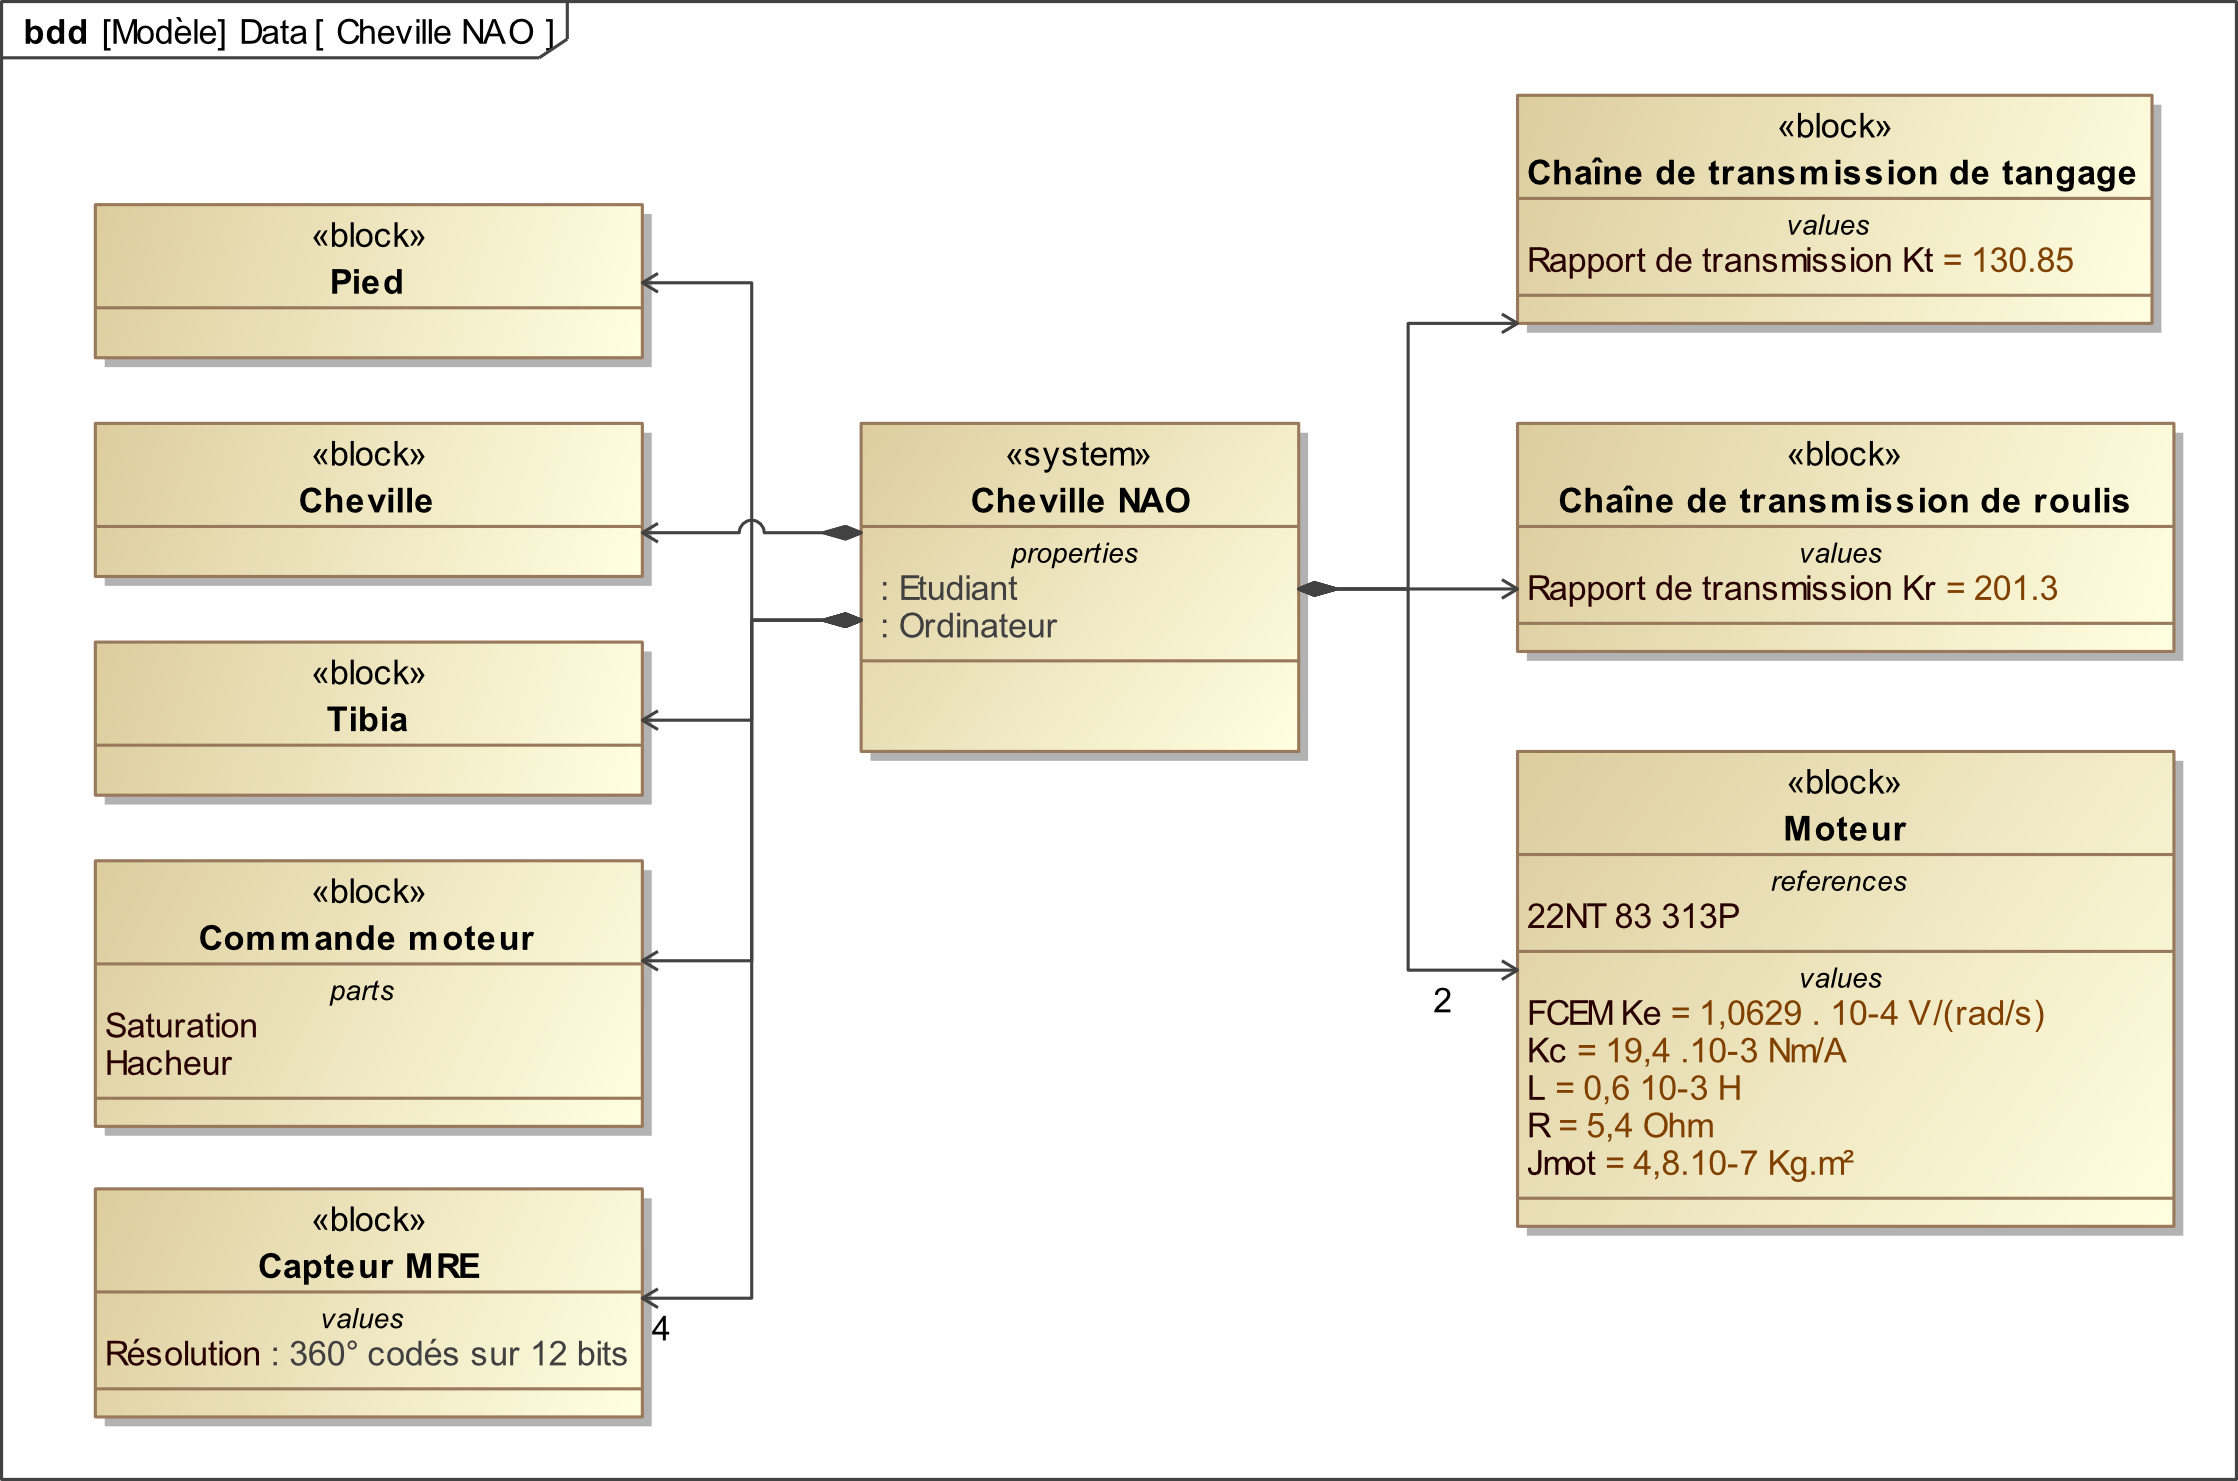 bdd [Modèle] Data [ Cheville NAO ]
«block»
Pied
«block»
Cheville
«block»
Tibia
«block»
Commande moteur
parts
Saturation
Hacheur
«block»
Capteur MRE
values
Résolution : 360° codés sur 12 bits
4
«system»
Cheville NAO
properties
: Etudiant
: Ordinateur
«block»
Chaîne de transmission de tangage
values
Rapport de transmission Kt = 130.85
«block»
Chaîne de transmission de roulis
values
Rapport de transmission Kr = 201.3
2
«block»
Moteur
references
22NT 83 313P
values
FCEM Ke = 1,0629 . 10-4 V/(rad/s)
Kc = 19,4 .10-3 Nm/A
L = 0,6 10-3 H
R = 5,4 Ohm
Jmot = 4,8.10-7 Kg.m²